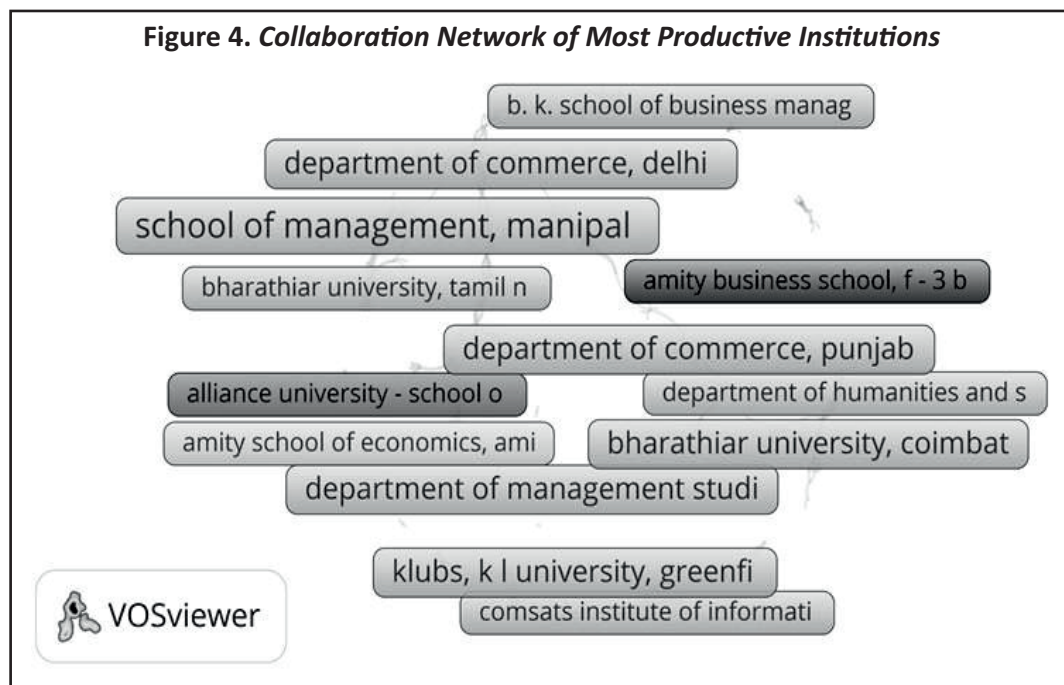 Figure 4. Collaboration Network of Most Productive Institutions
b. k. school of business manag
department of commerce, delhi
school of management, manipal
bharathiar university, tamil n
amity business school, f - 3 b
department of commerce, punjab
alliance university - school o
department of humanities and s
amity school of economics, ami
bharathiar university, coimbat
department of management studi
klubs, k l university, greenfi
comsats institute of informati
VOSviewer